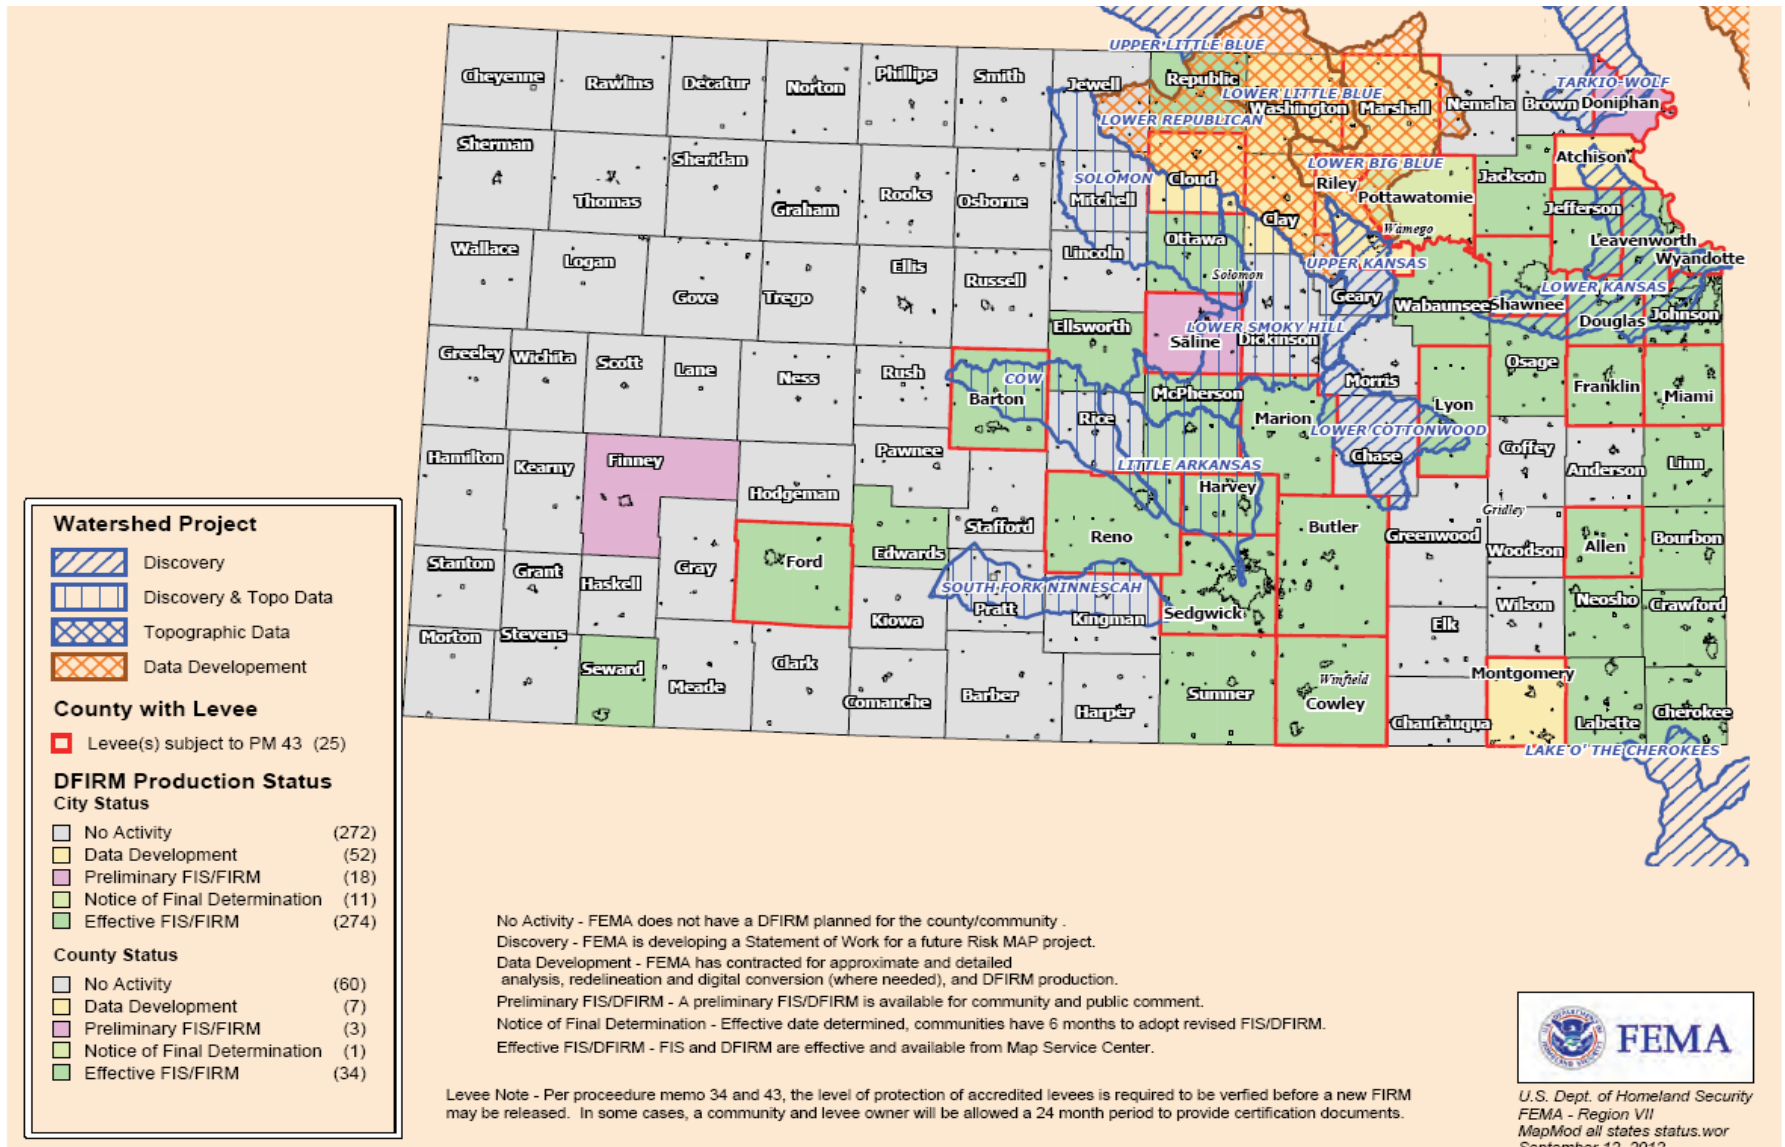 UPPER LITTLE BLUE
Cheyenne
Rawlins
Decatur
Norton
Phillips
Smith
Jewell
Republic
LOWER LITTLE BLUE
Washington
Marshall
Nemaha
Brown
TARKIO-WOLF
Doniphan
LOWER REPUBLICAN
Sherman
Thomas
Sheridan
Graham
Rooks
Osborne
SOLOMON
Mitchell
Cloud
Clay
LOWER BIG BLUE
Riley
Pottawatomie
Jackson
Atchison
Jefferson
Wamego
Leavenworth
Wyandotte
Wallace
Logan
Gove
Trego
Ellis
Russell
Lincoln
Ottawa
Solomon
UPPER KANSAS
Geary
Wabaunsee
Shawnee
LOWER KANSAS
Douglas
Johnson
Greeley
Wichita
Scott
Lane
Ness
Rush
Barton
COW
Ellsworth
Saline
LOWER SMOKY HILL
Dickinson
Morris
Osage
Franklin
Miami
Rice
McPherson
Marion
Lyon
LOWER COTTONWOOD
Chase
Coffey
Anderson
Linn
Hamilton
Kearny
Finney
Hodgeman
Pawnee
Stafford
LITTLE ARKANSAS
Harvey
Reno
Butler
Greenwood
Gridley
Woodson
Allen
Bourbon
Stanton
Grant
Haskell
Gray
Ford
Edwards
Kiowa
SOUTH FORK NINNESCAH
Pratt
Kingman
Sedgwick
Elk
Wilson
Neosho
Crawford
Morton
Stevens
Seward
Meade
Clark
Comanche
Barber
Harper
Sumner
Winfield
Cowley
Chautauqua
Montgomery
Labette
Cherokee
LAKE O' THE CHEROKEES
Watershed Project
Discovery
Discovery & Topo Data
Topographic Data
Data Developement
County with Levee
Levee(s) subject to PM 43 (25)
DFIRM Production Status
City Status
No Activity (272)
Data Development (52)
Preliminary FIS/FIRM (18)
Notice of Final Determination (11)
Effective FIS/FIRM (274)
County Status
No Activity (60)
Data Development (7)
Preliminary FIS/FIRM (3)
Notice of Final Determination (1)
Effective FIS/FIRM (34)
No Activity - FEMA does not have a DFIRM planned for the county/community .
Discovery - FEMA is developing a Statement of Work for a future Risk MAP project.
Data Development - FEMA has contracted for approximate and detailed
analysis, redelineation and digital conversion (where needed), and DFIRM production.
Preliminary FIS/DFIRM - A preliminary FIS/DFIRM is available for community and public comment.
Notice of Final Determination - Effective date determined, communities have 6 months to adopt revised FIS/DFIRM.
Effective FIS/DFIRM - FIS and DFIRM are effective and available from Map Service Center.
Levee Note - Per proceedure memo 34 and 43, the level of protection of accredited levees is required to be verfied before a new FIRM
may be released. In some cases, a community and levee owner will be allowed a 24 month period to provide certification documents.
FEMA
U.S. Dept. of Homeland Security
FEMA - Region VII
MapMod all states status.wor
September 12, 2012